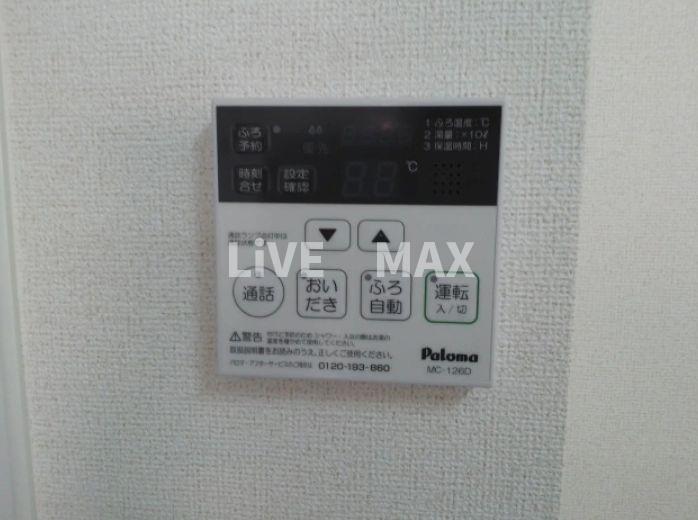 ふろ
予約
優先
℃
1 ふろ温度:℃
2 湯量:×10ℓ
3 保温時間:H
時刻
合せ
設定
確認
▼
▲
LiVE MAX
通話
おい
だき
ふろ
自動
運転
入/切
⚠警告
取扱説明書をお読みのうえ、正しくご使用ください。
0120-193-860
Paloma
MC-126D